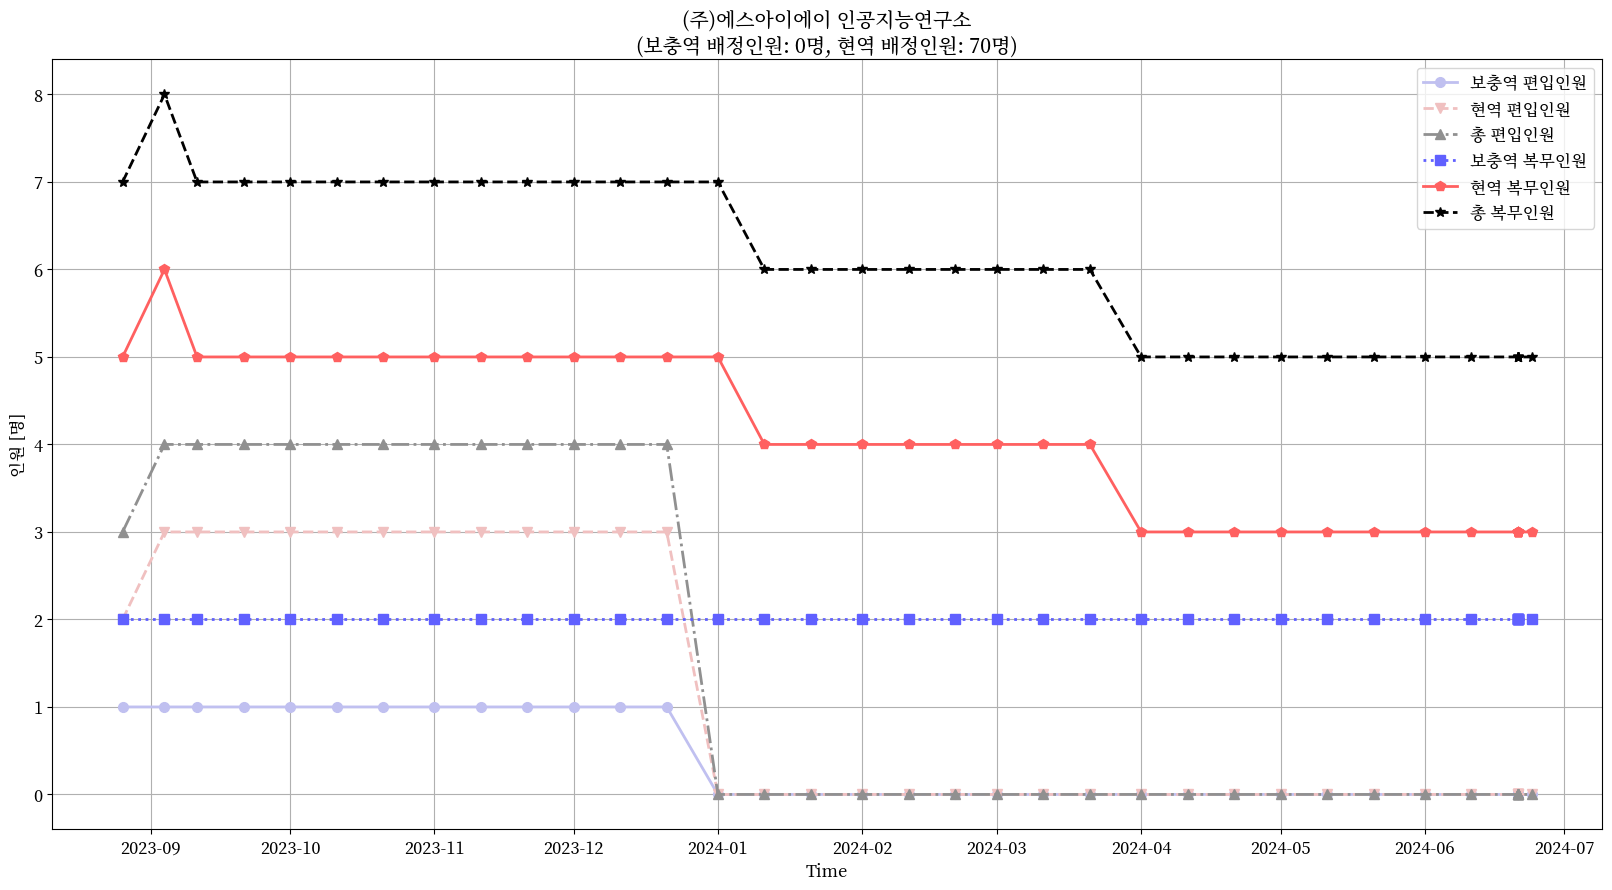 (주)에스아이에이 인공지능연구소
(보충역 배정인원: 0명, 현역 배정인원: 70명)
보충역 편입인원
현역 편입인원
총 편입인원
보충역 복무인원
현역 복무인원
총 복무인원
인원 [명]
8
7
6
5
4
3
2
1
0
2023-09 2023-10 2023-11 2023-12 2024-01 2024-02 2024-03 2024-04 2024-05 2024-06 2024-07
Time